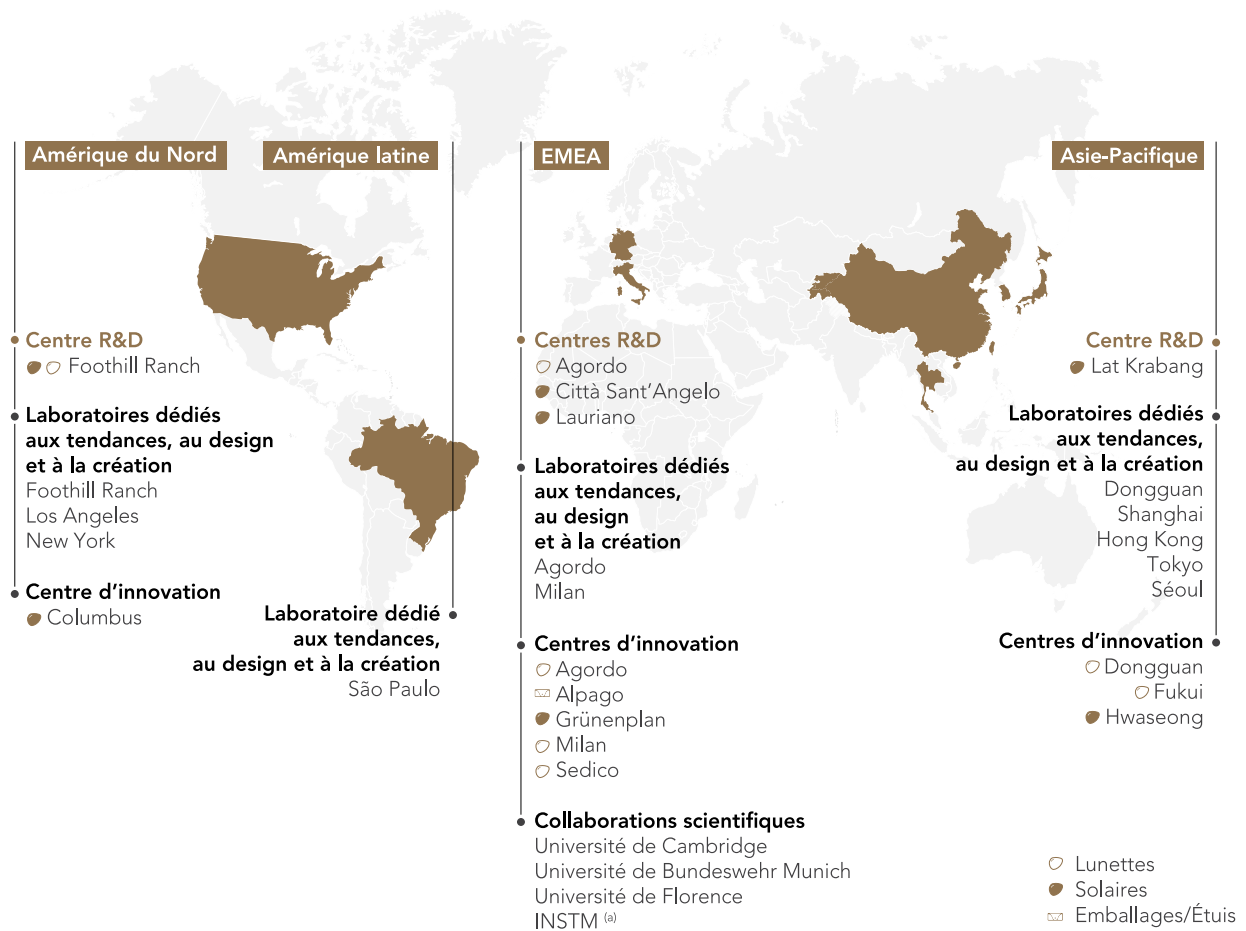 Amérique du Nord
Centre R&D
Foothill Ranch
Laboratoires dédiés
aux tendances, au design
et à la création
Foothill Ranch
Los Angeles
New York
Centre d'innovation
Columbus
Amérique latine
Laboratoire dédié
aux tendances,
au design et à la création
São Paulo
EMEA
Centres R&D
Agordo
Città Sant'Angelo
Lauriano
Laboratoires dédiés
aux tendances,
au design
et à la création
Agordo
Milan
Centres d'innovation
Agordo
Alpago
Grünenplan
Milan
Sedico
Collaborations scientifiques
Université de Cambridge
Université de Bundeswehr Munich
Université de Florence
INSTM (a)
Asie-Pacifique
Centre R&D
Lat Krabang
Laboratoires dédiés
aux tendances,
au design et à la création
Dongguan
Shanghai
Hong Kong
Tokyo
Séoul
Centres d'innovation
Dongguan
Fukui
Hwaseong
Lunettes
Solaires
Emballages/Étuis